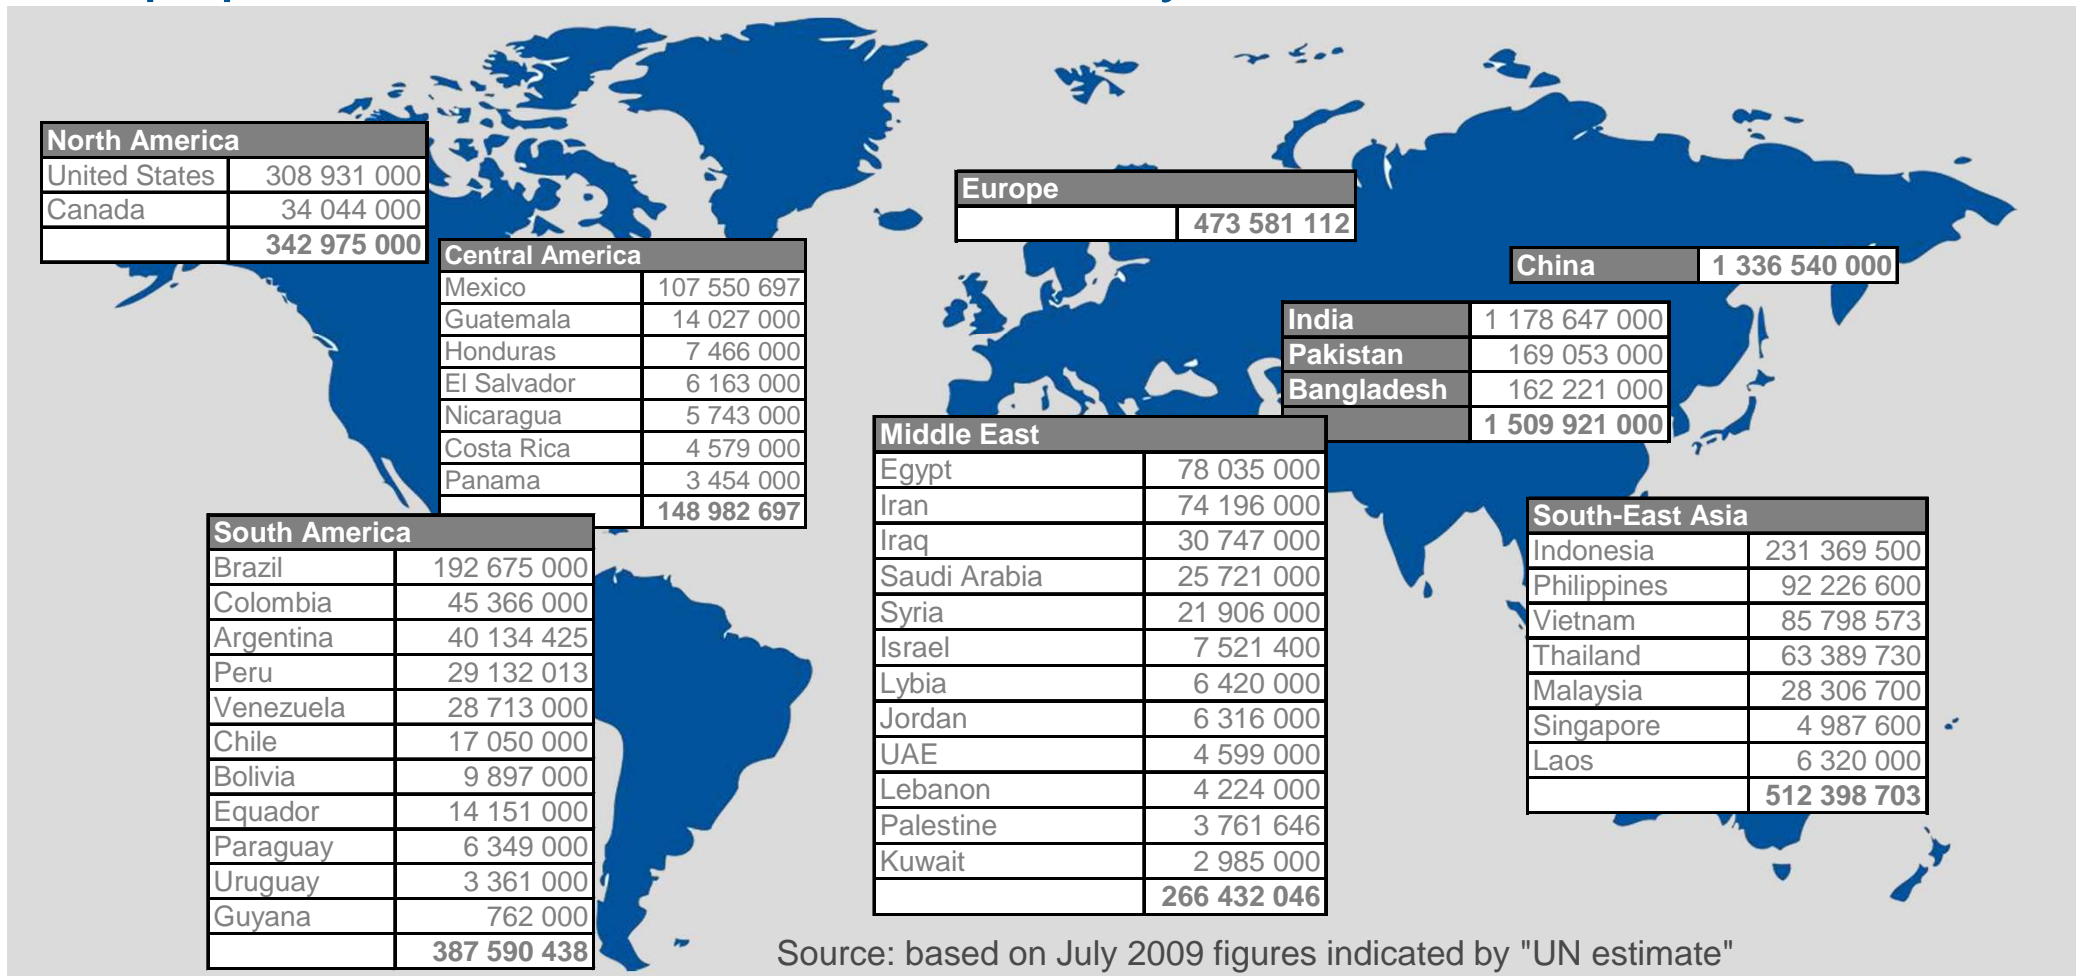 North America
United States 308 931 000
Canada 34 044 000
342 975 000
Central America
Mexico 107 550 697
Guatemala 14 027 000
Honduras 7 466 000
El Salvador 6 163 000
Nicaragua 5 743 000
Costa Rica 4 579 000
Panama 3 454 000
148 982 697
South America
Brazil 192 675 000
Colombia 45 366 000
Argentina 40 134 425
Peru 29 132 013
Venezuela 28 713 000
Chile 17 050 000
Bolivia 9 897 000
Equador 14 151 000
Paraguay 6 349 000
Uruguay 3 361 000
Guyana 762 000
387 590 438
Europe
473 581 112
China 1 336 540 000
India 1 178 647 000
Pakistan 169 053 000
Bangladesh 162 221 000
1 509 921 000
Middle East
Egypt 78 035 000
Iran 74 196 000
Iraq 30 747 000
Saudi Arabia 25 721 000
Syria 21 906 000
Israel 7 521 400
Lybia 6 420 000
Jordan 6 316 000
UAE 4 599 000
Lebanon 4 224 000
Palestine 3 761 646
Kuwait 2 985 000
266 432 046
South-East Asia
Indonesia 231 369 500
Philippines 92 226 600
Vietnam 85 798 573
Thailand 63 389 730
Malaysia 28 306 700
Singapore 4 987 600
Laos 6 320 000
512 398 703
Source: based on July 2009 figures indicated by "UN estimate"